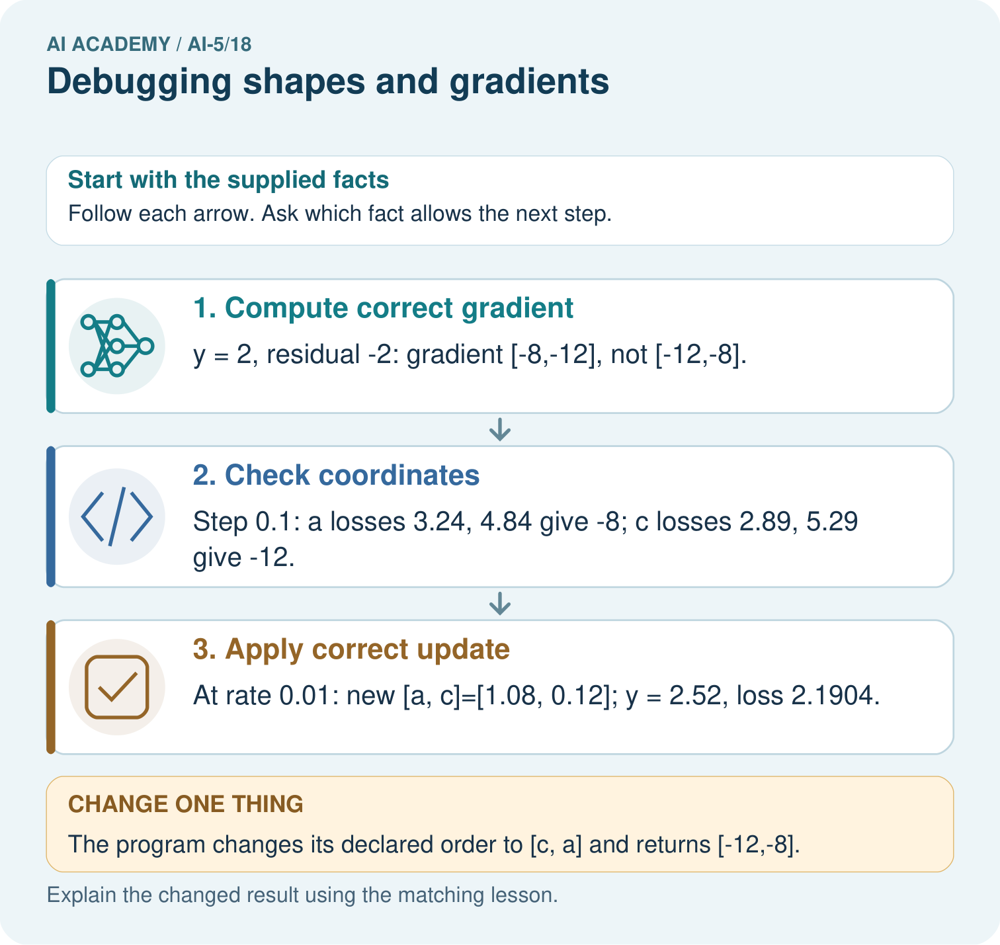 AI ACADEMY / AI-5/18
Debugging shapes and gradients
Start with the supplied facts
Follow each arrow. Ask which fact allows the next step.
1. Compute correct gradient
y = 2, residual -2: gradient [-8,-12], not [-12,-8].
2. Check coordinates
Step 0.1: a losses 3.24, 4.84 give -8; c losses 2.89, 5.29
give -12.
3. Apply correct update
At rate 0.01: new [a, c]=[1.08, 0.12]; y = 2.52, loss 2.1904.
CHANGE ONE THING
The program changes its declared order to [c, a] and returns [-12,-8].
Explain the changed result using the matching lesson.